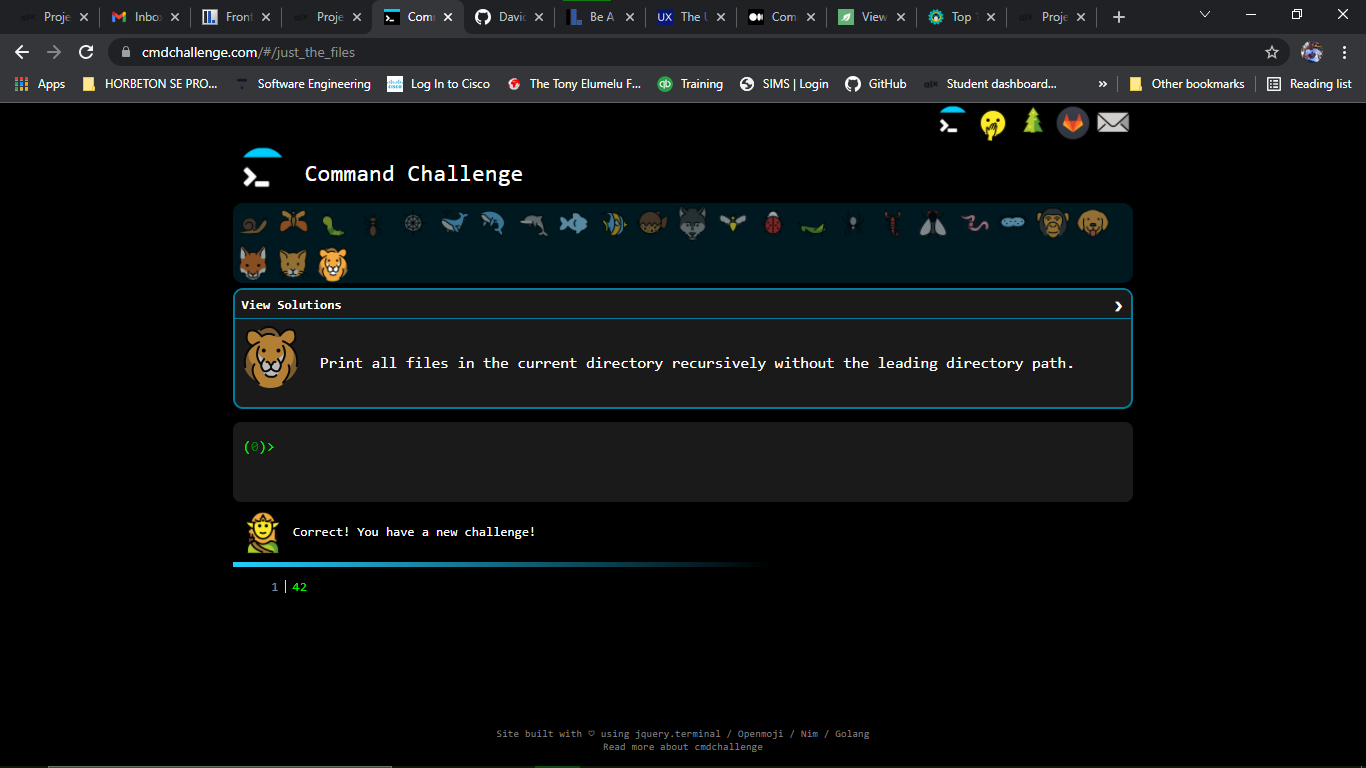 Proje
Inbo
Front
Proje
Com
Davic
Be A
UX The U
Com
View
Top
Proje
cmdchallenge.com/#/just_the_files
Apps
HORBETON SE PRO...
Software Engineering
Log In to Cisco
The Tony Elumelu F...
Training
SIMS | Login
GitHub
Student dashboard...
»
Other bookmarks
Reading list
Command Challenge
View Solutions
Print all files in the current directory recursively without the leading directory path.
(0)>
Correct! You have a new challenge!
1 | 42
Site built with ♡ using jquery.terminal / Openmoji / Nim / Golang
Read more about cmdchallenge